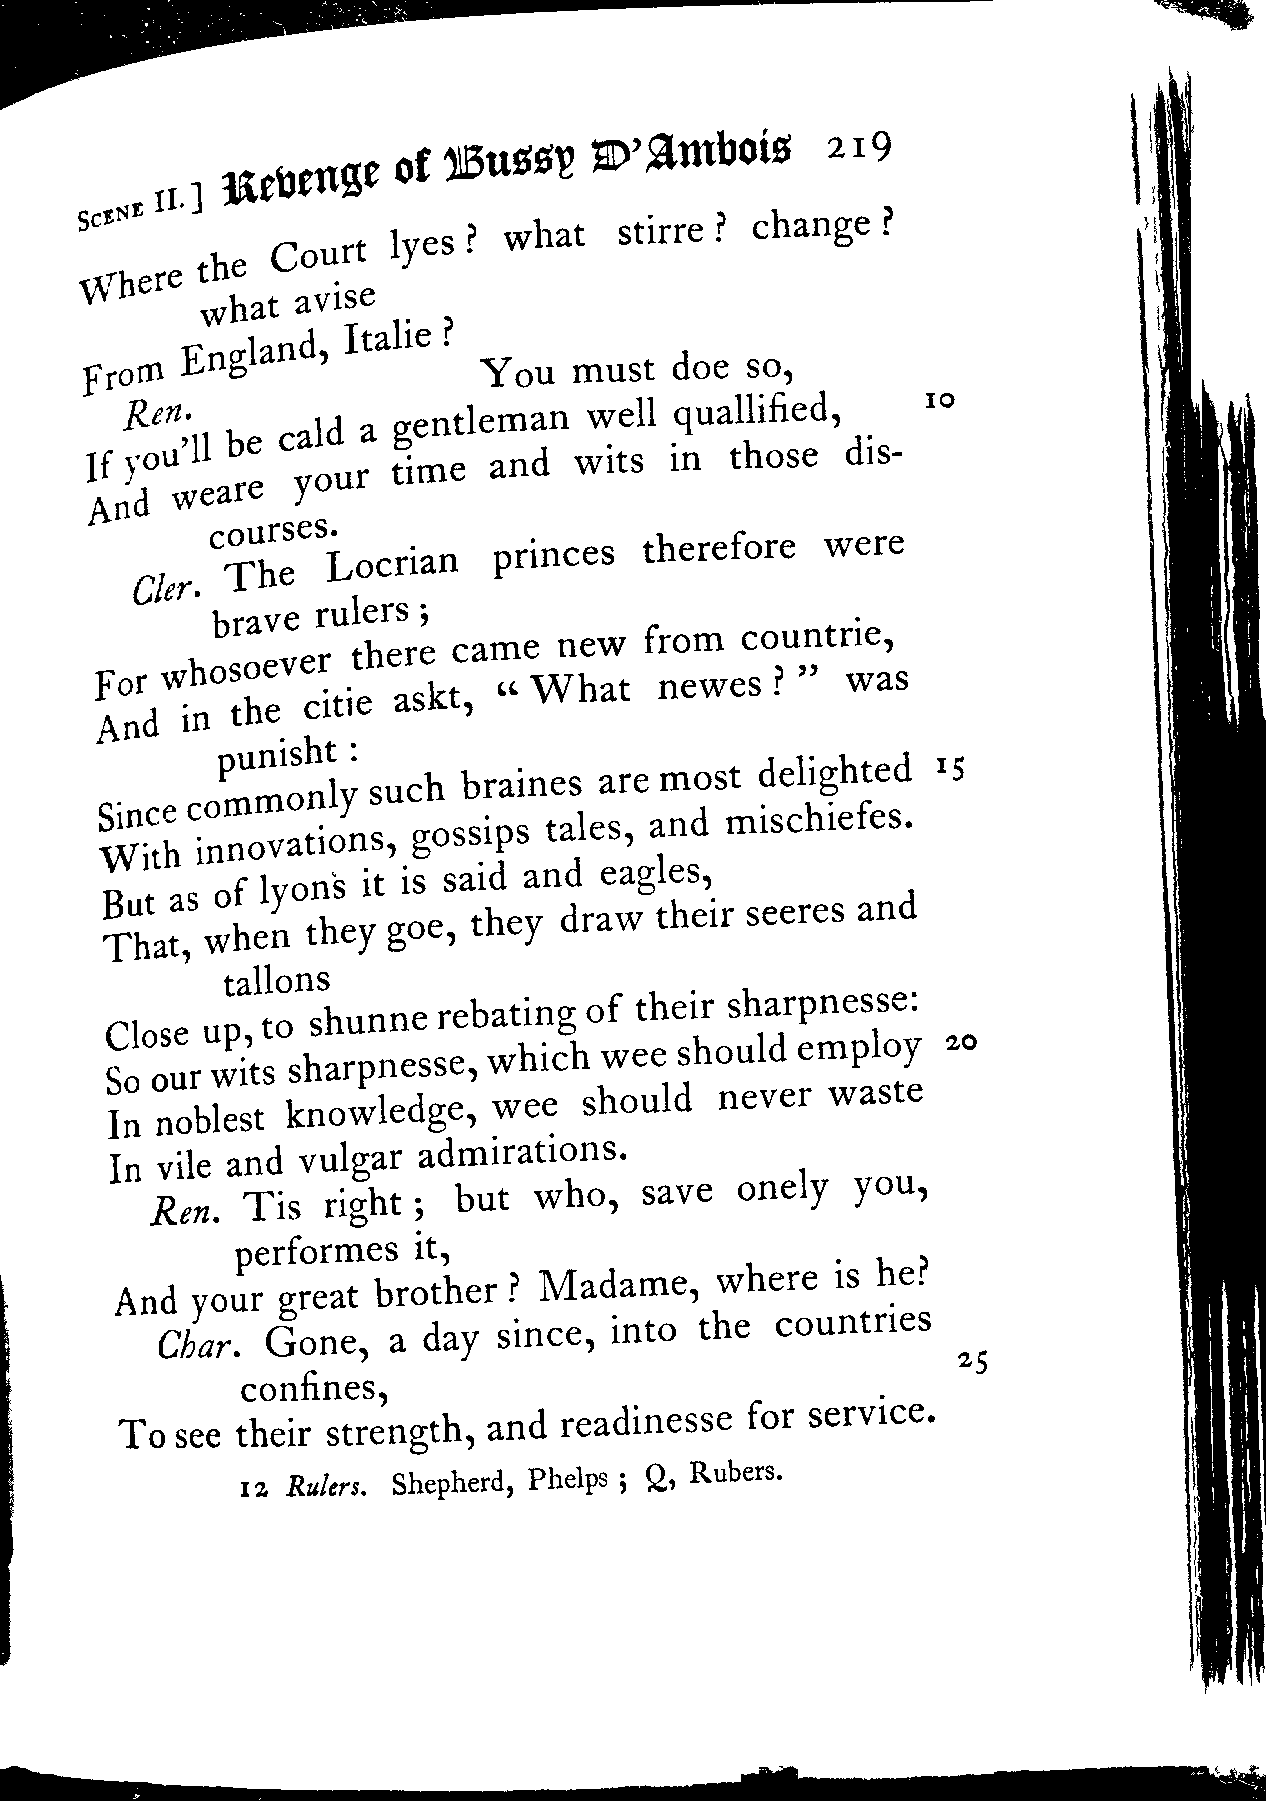 SCENE II.] Revenge of Bussy D'Ambois 219
Where the Court lyes? what stirre? change?
what avise
From England, Italie?
Ren. You must doe so,
If you'll be cald a gentleman well quallified, 10
And weare your time and wits in those dis-
courses.
Cler. The Locrian princes therefore were
brave rulers;
For whosoever there came new from countrie,
And in the citie askt, "What newes?" was
punisht:
Since commonly such braines are most delighted 15
With innovations, gossips tales, and mischiefes.
But as of lyons it is said and eagles,
That, when they goe, they draw their seeres and
tallons
Close up, to shunne rebating of their sharpnesse:
So our wits sharpnesse, which wee should employ 20
In noblest knowledge, wee should never waste
In vile and vulgar admirations.
Ren. Tis right; but who, save onely you,
performes it,
And your great brother? Madame, where is he?
Char. Gone, a day since, into the countries
confines, 25
To see their strength, and readinesse for service.
12 Rulers. Shepherd, Phelps; Q, Rubers.